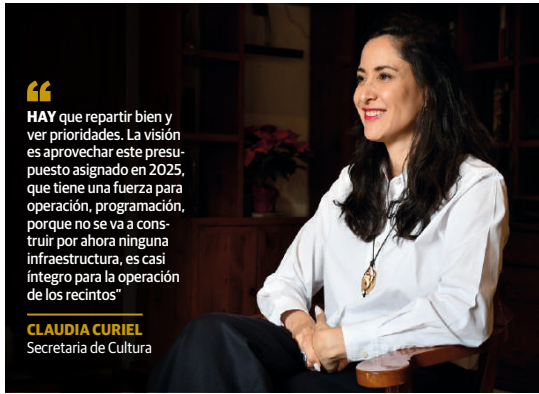 “
HAY que repartir bien y
ver prioridades. La visión
es aprovechar este presu-
puesto asignado en 2025,
que tiene una fuerza para
operación, programación,
porque no se va a cons-
truir por ahora ninguna
infraestructura, es casi
íntegro para la operación
de los recintos”
CLAUDIA CURIEL
Secretaria de Cultura